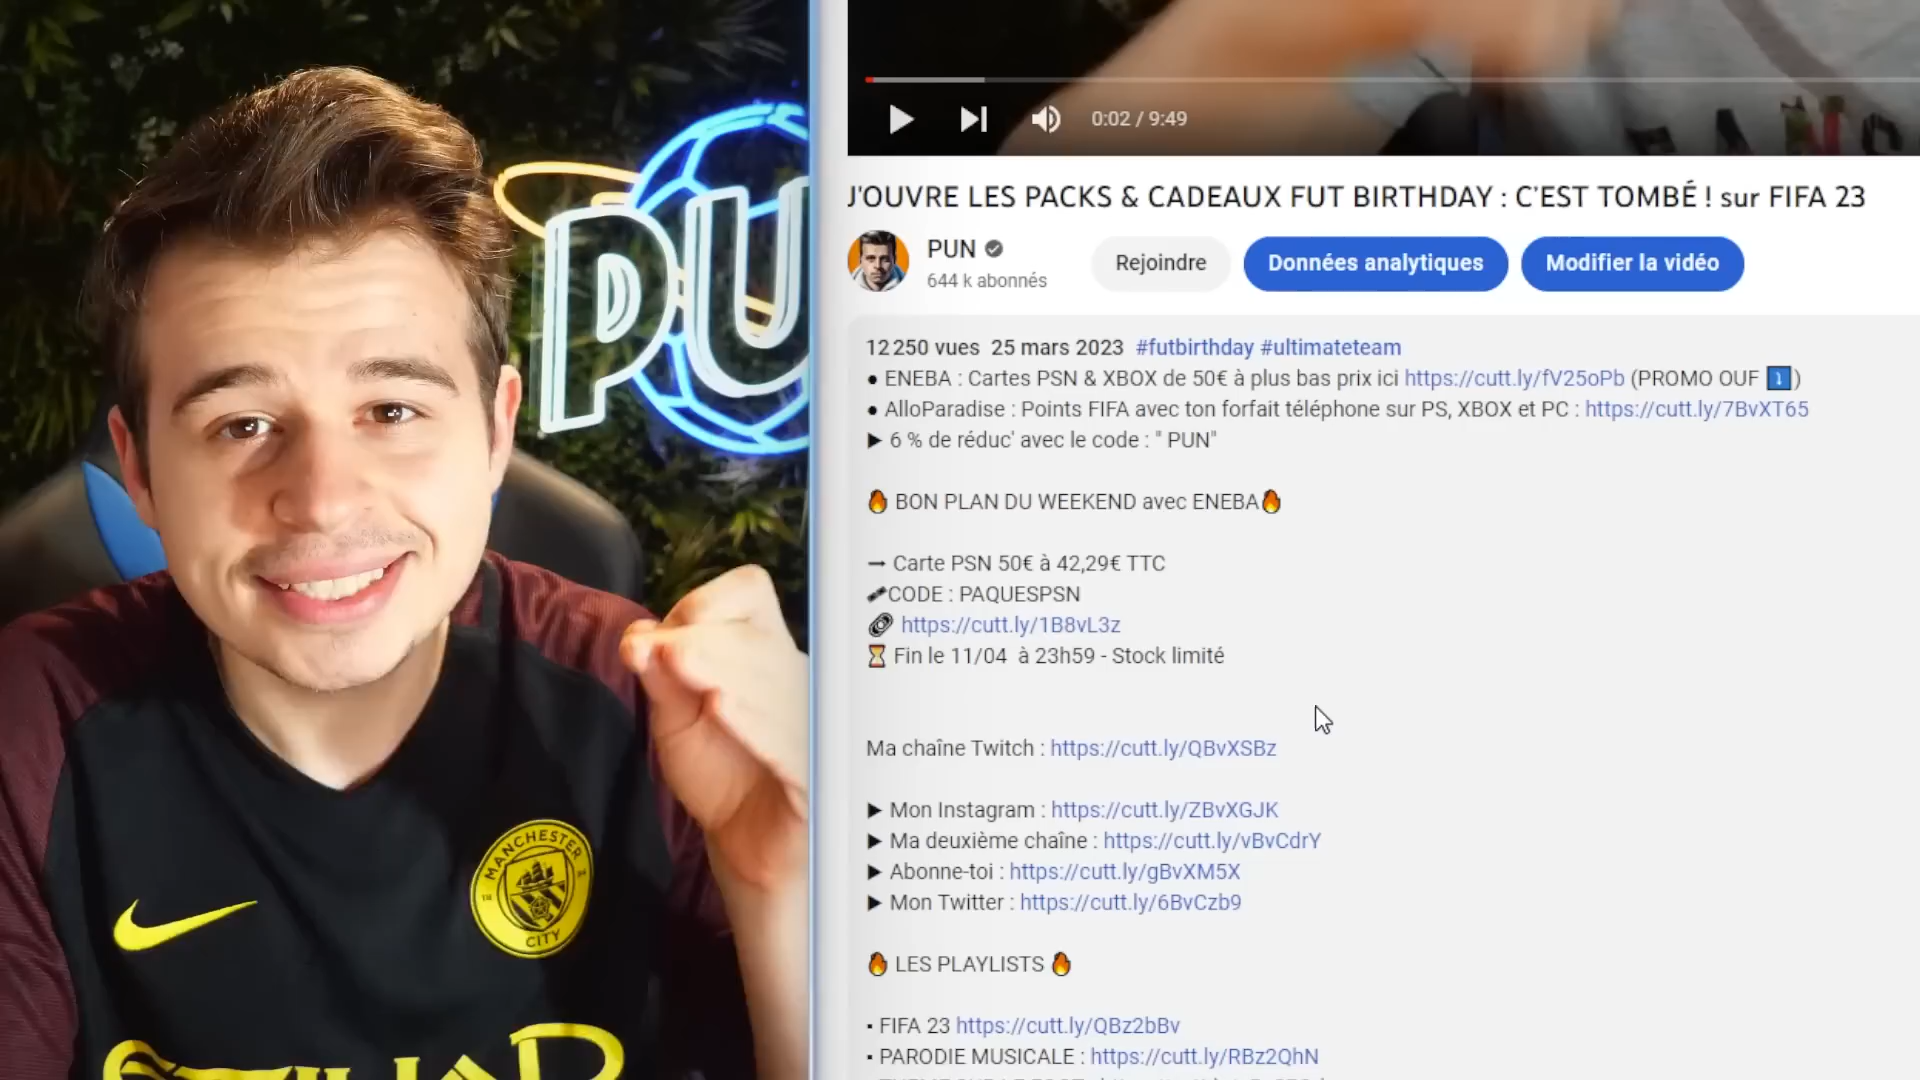 PU
MANCHESTER
CITY
0:02 / 9:49
J'OUVRE LES PACKS & CADEAUX FUT BIRTHDAY : C'EST TOMBÉ ! sur FIFA 23
PUN
644 k abonnés
Rejoindre
Données analytiques
Modifier la vidéo
12 250 vues 25 mars 2023 #futbirthday #ultimateteam
● ENEBA : Cartes PSN & XBOX de 50€ à plus bas prix ici https://cutt.ly/fV25oPb (PROMO OUF ⤵️)
● AlloParadise : Points FIFA avec ton forfait téléphone sur PS, XBOX et PC : https://cutt.ly/7BvXT65
► 6 % de réduc' avec le code : " PUN"
🔥 BON PLAN DU WEEKEND avec ENEBA🔥
→ Carte PSN 50€ à 42,29€ TTC
CODE : PAQUESPSN
https://cutt.ly/1B8vL3z
⌛ Fin le 11/04 à 23h59 - Stock limité
Ma chaîne Twitch : https://cutt.ly/QBvXSBz
► Mon Instagram : https://cutt.ly/ZBvXGJK
► Ma deuxième chaîne : https://cutt.ly/vBvCdrY
► Abonne-toi : https://cutt.ly/gBvXM5X
► Mon Twitter : https://cutt.ly/6BvCzb9
🔥 LES PLAYLISTS 🔥
▪ FIFA 23 https://cutt.ly/QBz2bBv
▪ PARODIE MUSICALE : https://cutt.ly/RBz2QhN